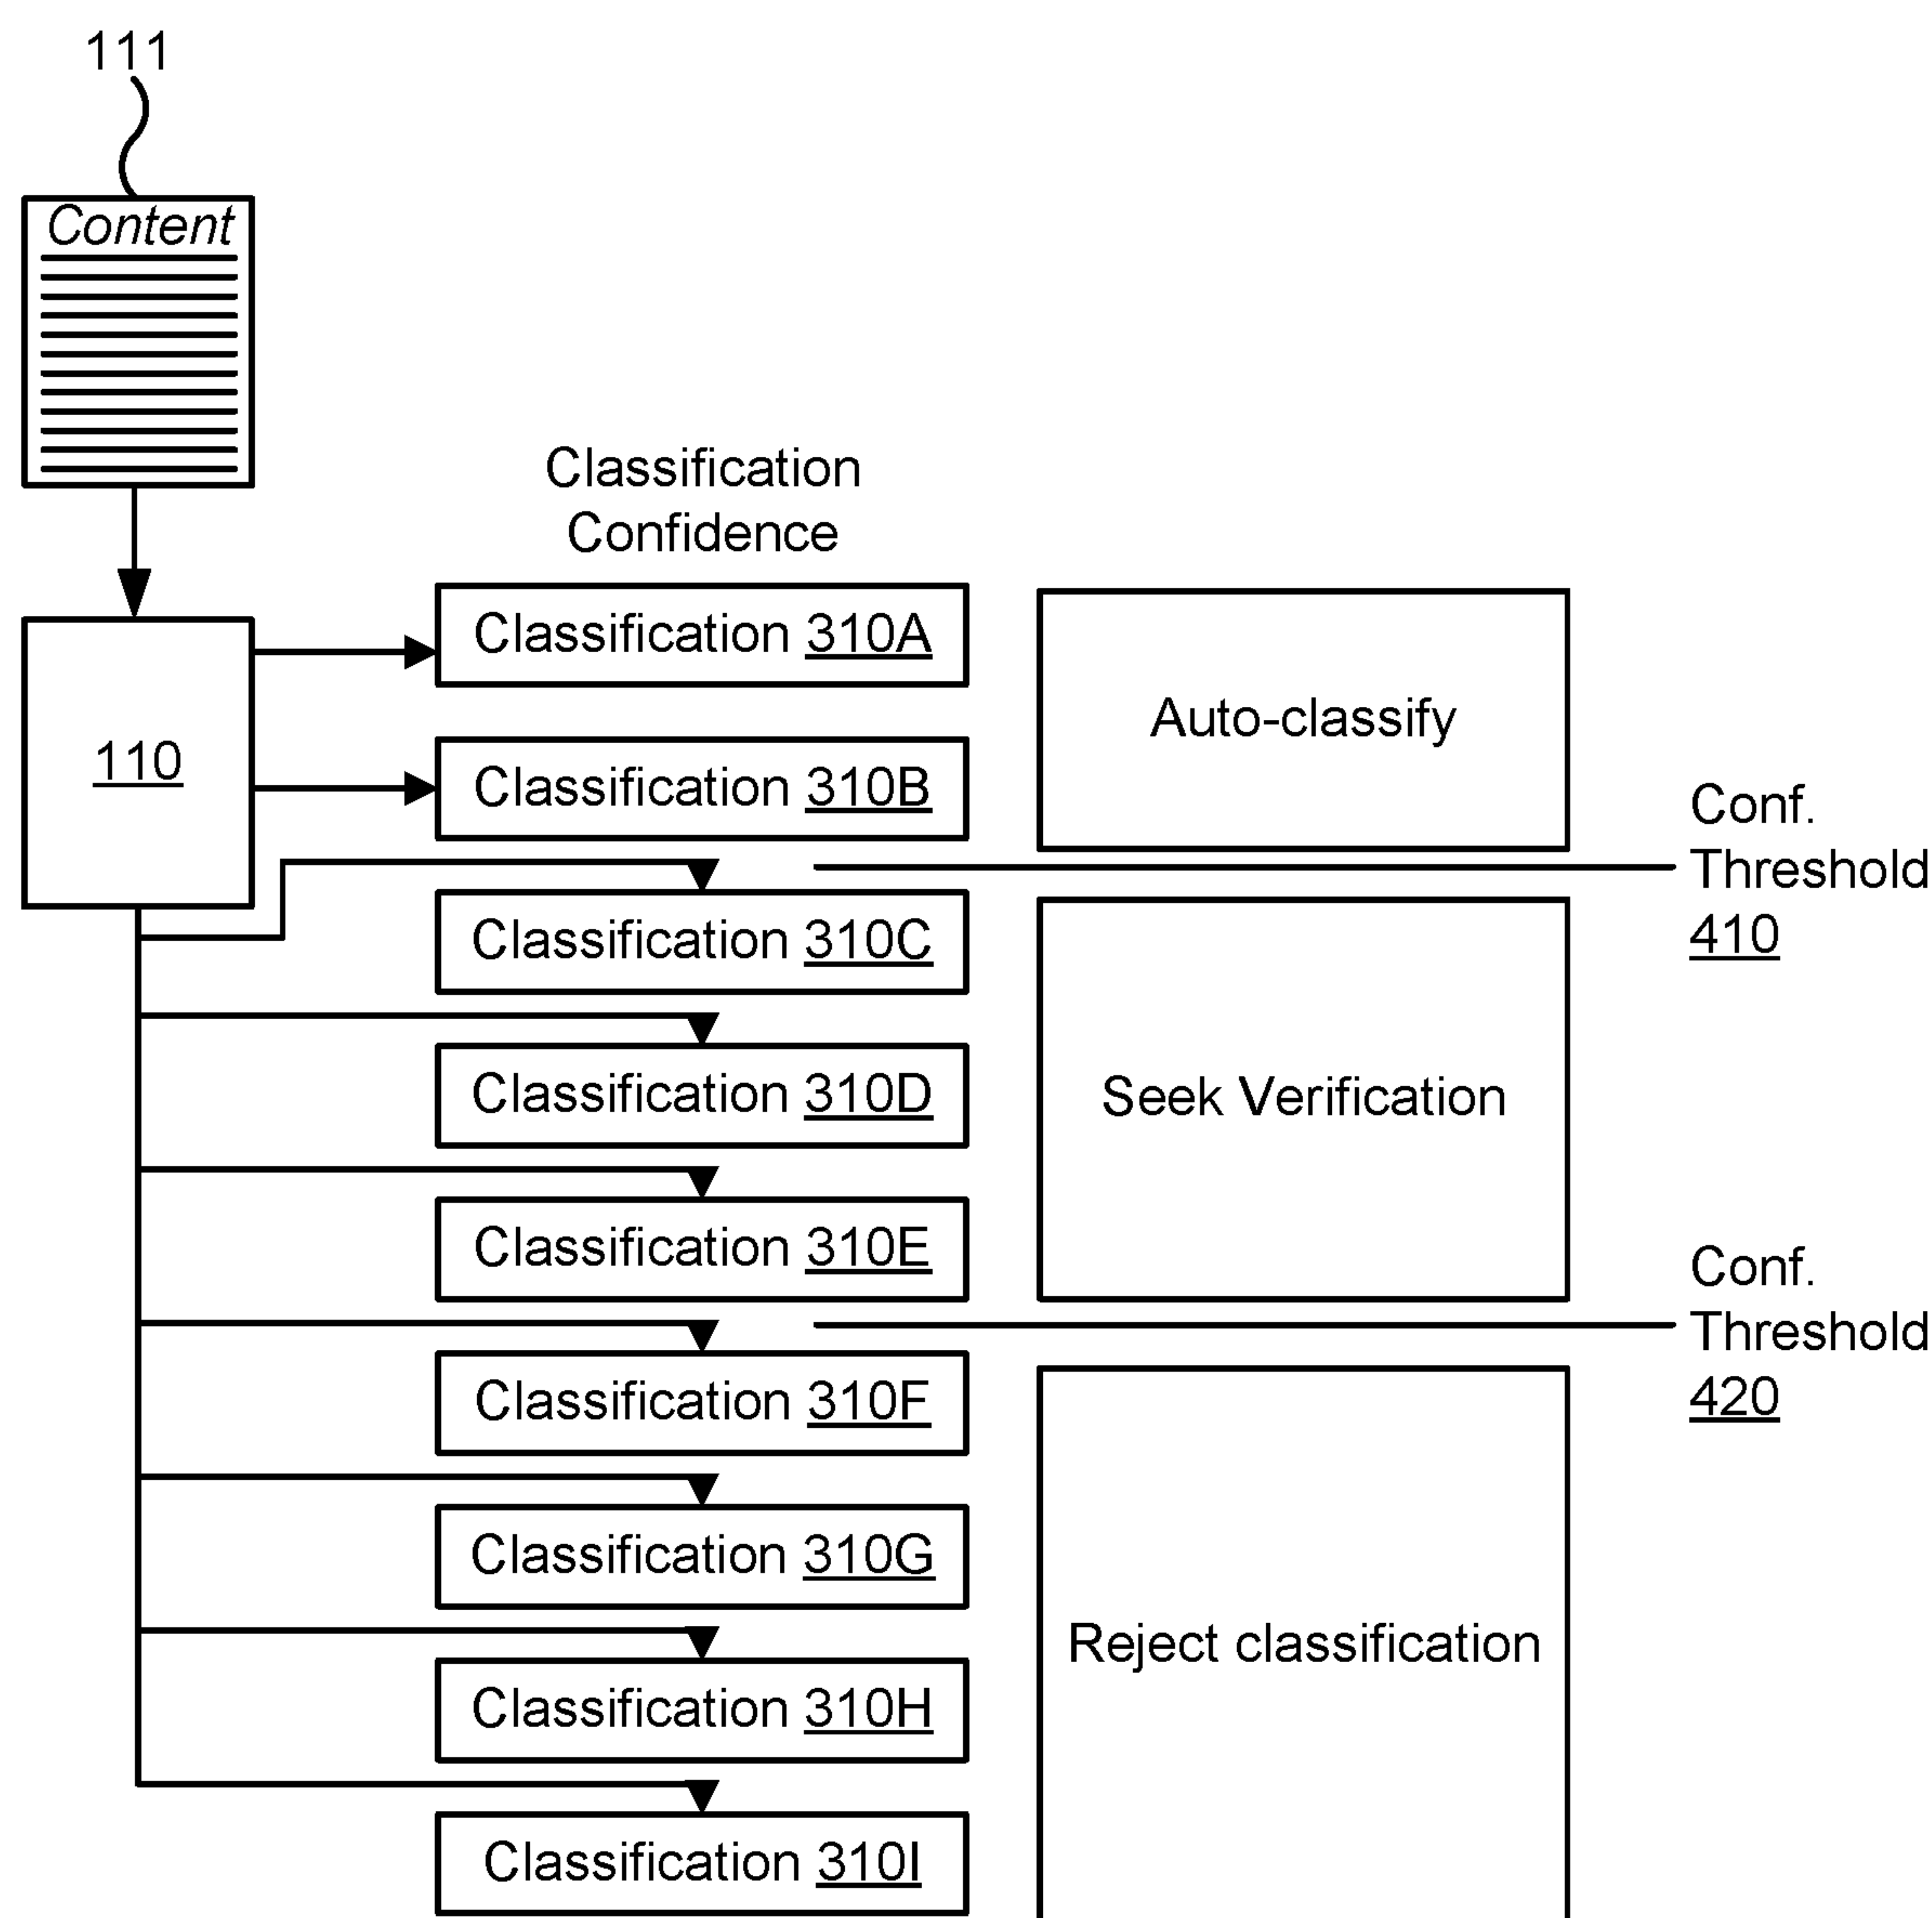 111
Content
Classification
Confidence
Classification 310A
Auto-classify
110
Classification 310B
Conf.
Threshold
410
Classification 310C
Classification 310D
Seek Verification
Classification 310E
Conf.
Threshold
420
Classification 310F
Classification 310G
Reject classification
Classification 310H
Classification 310I